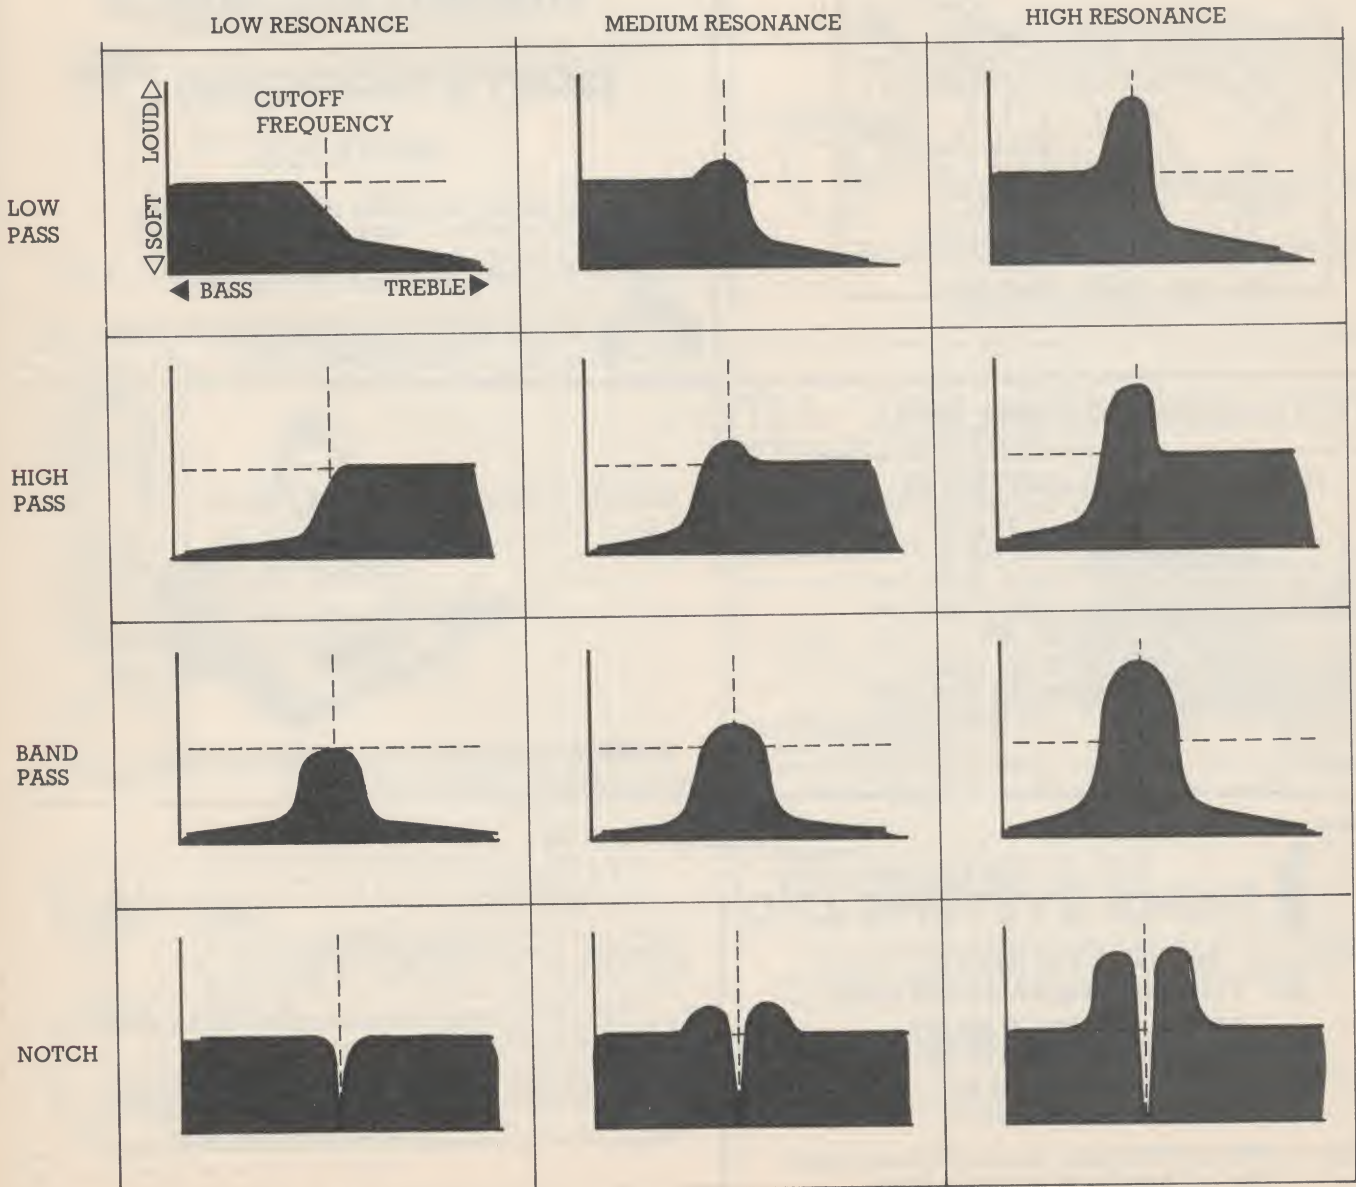 LOW RESONANCE
MEDIUM RESONANCE
HIGH RESONANCE
LOW
PASS
◁ SOFT LOUD ▷
CUTOFF
FREQUENCY
◀ BASS
TREBLE ▶
HIGH
PASS
BAND
PASS
NOTCH